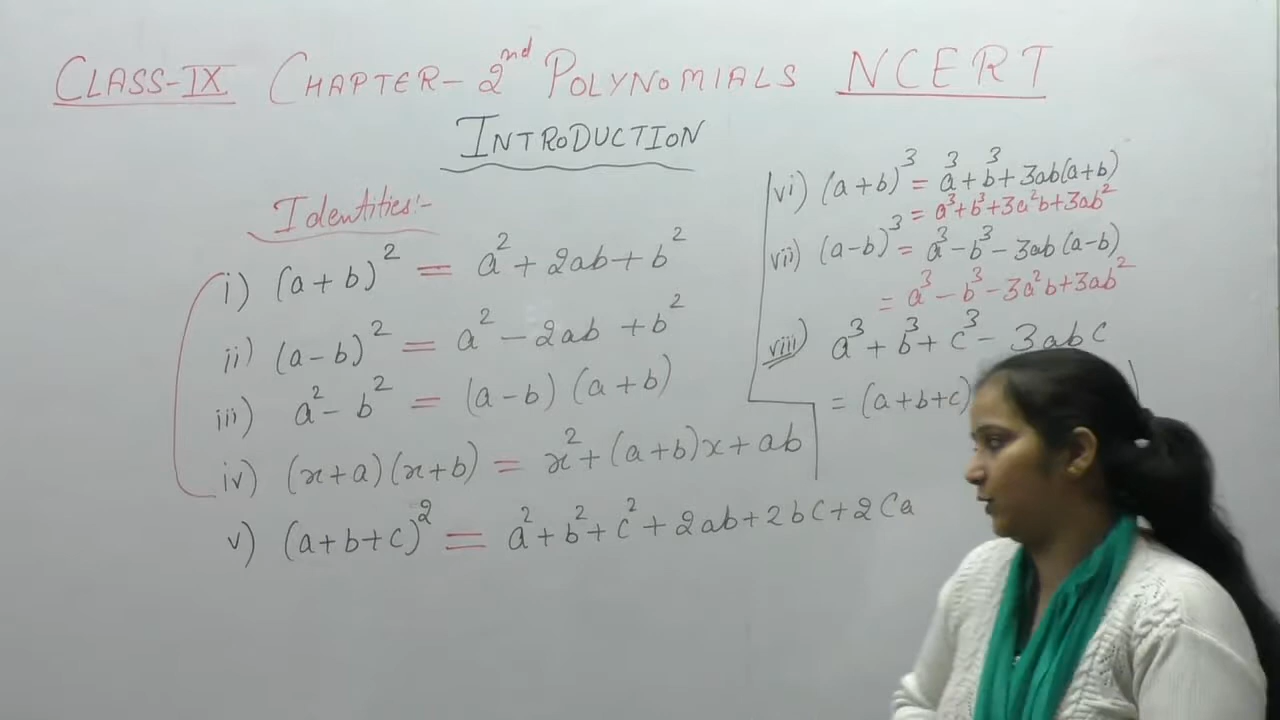 CLASS-IX CHAPTER-2nd POLYNOMIALS NCERT
INTRODUCTION
Identities:-
i) (a+b)² = a²+2ab+b²
ii) (a-b)² = a²-2ab+b²
iii) a²-b² = (a-b) (a+b)
iv) (x+a)(x+b) = x²+(a+b)x+ab
v) (a+b+c)² = a²+b²+c²+2ab+2bc+2ca
vi) (a+b)³ = a³+b³+3ab(a+b)
= a³+b³+3a²b+3ab²
vii) (a-b)³ = a³-b³-3ab(a-b)
= a³-b³-3a²b+3ab²
viii) a³+b³+c³-3abc
= (a+b+c)